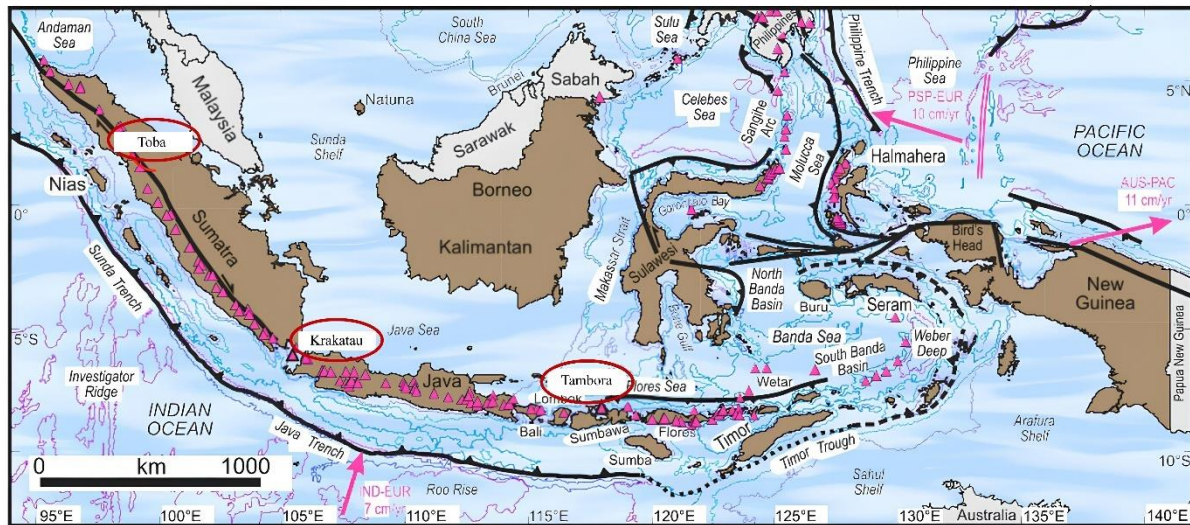 Andaman
Sea
South
China Sea
Sulu
Sea
Philippines
Philippine Trench
Philippine
Sea
PSP-EUR
10 cm/yr
5°N
PACIFIC
OCEAN
Malaysia
Natuna
Brunei
Sabah
Celebes
Sea
Sangihe
Arc
Molucca
Sea
Halmahera
AUS-PAC
11 cm/yr
Toba
Sunda
Shelf
Sarawak
Borneo
Kalimantan
Nias
0°
Sumatra
Sunda Trench
Makassar Strait
Gorontalo Bay
Sulawesi
Bird's
Head
0°
North
Banda
Basin
Buru
Seram
New
Guinea
Papua New Guinea
Krakatau
Java Sea
5°S
Bone Gulf
Banda Sea
Weber
Deep
South Banda
Basin
Investigator
Ridge
Java
Tambora
Flores Sea
Wetar
Lombok
Bali
Sumbawa
Flores
Timor
INDIAN
OCEAN
Java Trench
Sumba
Timor Trough
Arafura
Shelf
10°S
0
km
1000
IND-EUR
7 cm/yr
Roo Rise
Sahul
Shelf
Australia
95°E
100°E
105°E
110°E
115°E
120°E
125°E
130°E
135°E
140°E